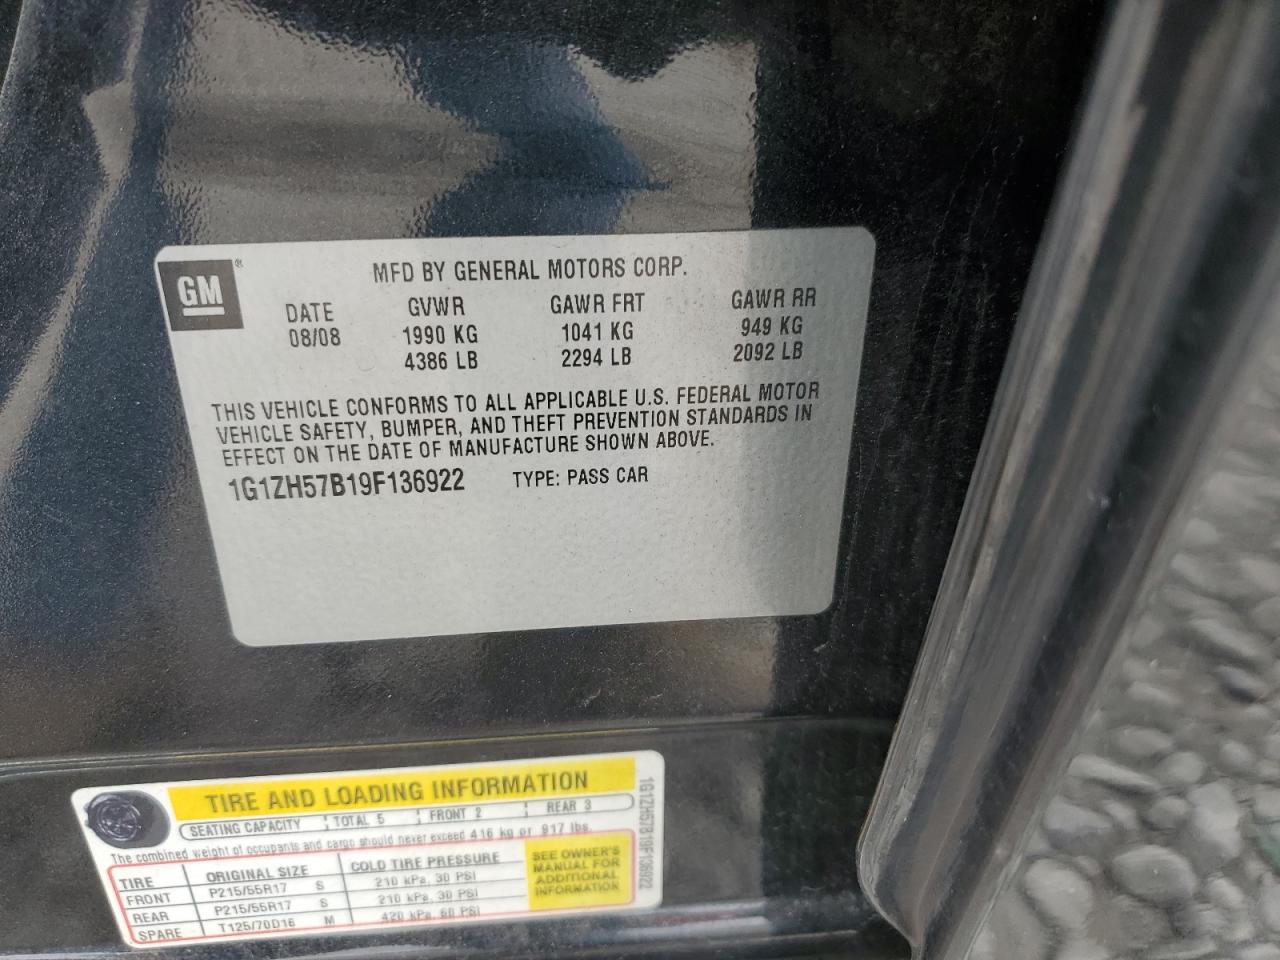 GM®
MFD BY GENERAL MOTORS CORP.
DATE GVWR GAWR FRT GAWR RR
08/08 1990 KG 1041 KG 949 KG
4386 LB 2294 LB 2092 LB
THIS VEHICLE CONFORMS TO ALL APPLICABLE U.S. FEDERAL MOTOR
VEHICLE SAFETY, BUMPER, AND THEFT PREVENTION STANDARDS IN
EFFECT ON THE DATE OF MANUFACTURE SHOWN ABOVE.
1G1ZH57B19F136922 TYPE: PASS CAR
TIRE AND LOADING INFORMATION
SEATING CAPACITY TOTAL 5 FRONT 2 REAR 3
The combined weight of occupants and cargo should never exceed 416 kg or 917 lbs.
TIRE ORIGINAL SIZE COLD TIRE PRESSURE
FRONT P215/55R17 S 210 kPa, 30 PSI
REAR P215/55R17 S 210 kPa, 30 PSI
SPARE T125/70D16 M 420 kPa, 60 PSI
SEE OWNER'S
MANUAL FOR
ADDITIONAL
INFORMATION
1G1ZH57B19F136922